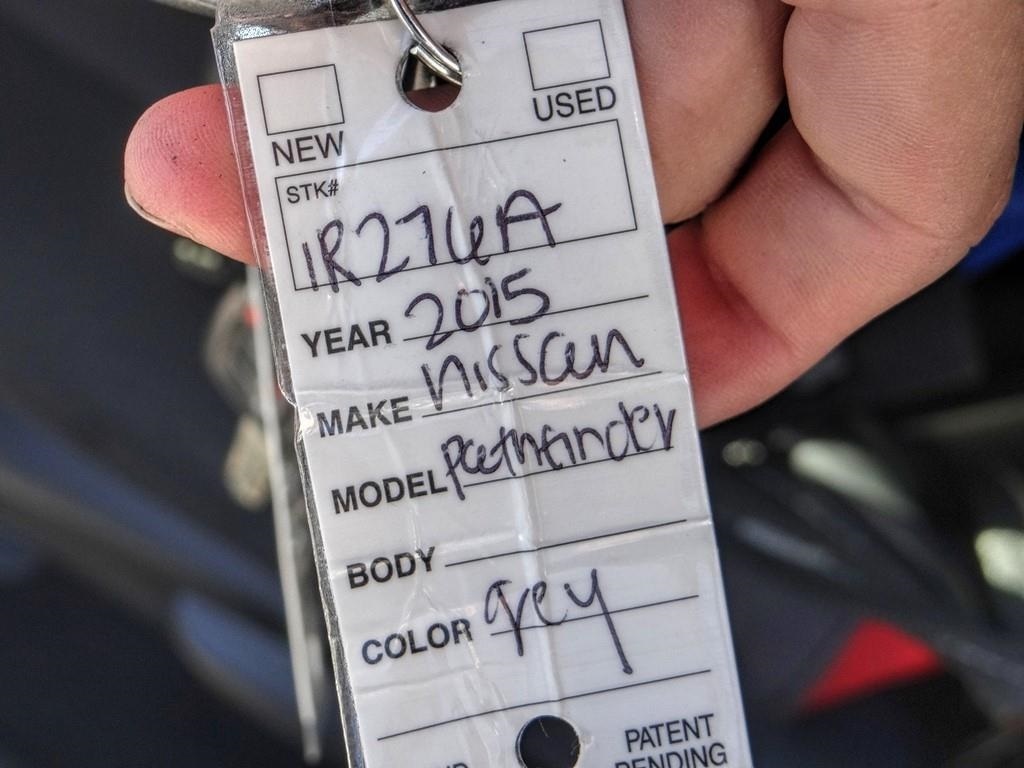 NEW USED
STK#
1R276A
YEAR 2015
MAKE nissan
MODEL pathfinder
BODY
COLOR grey
PATENT
PENDING